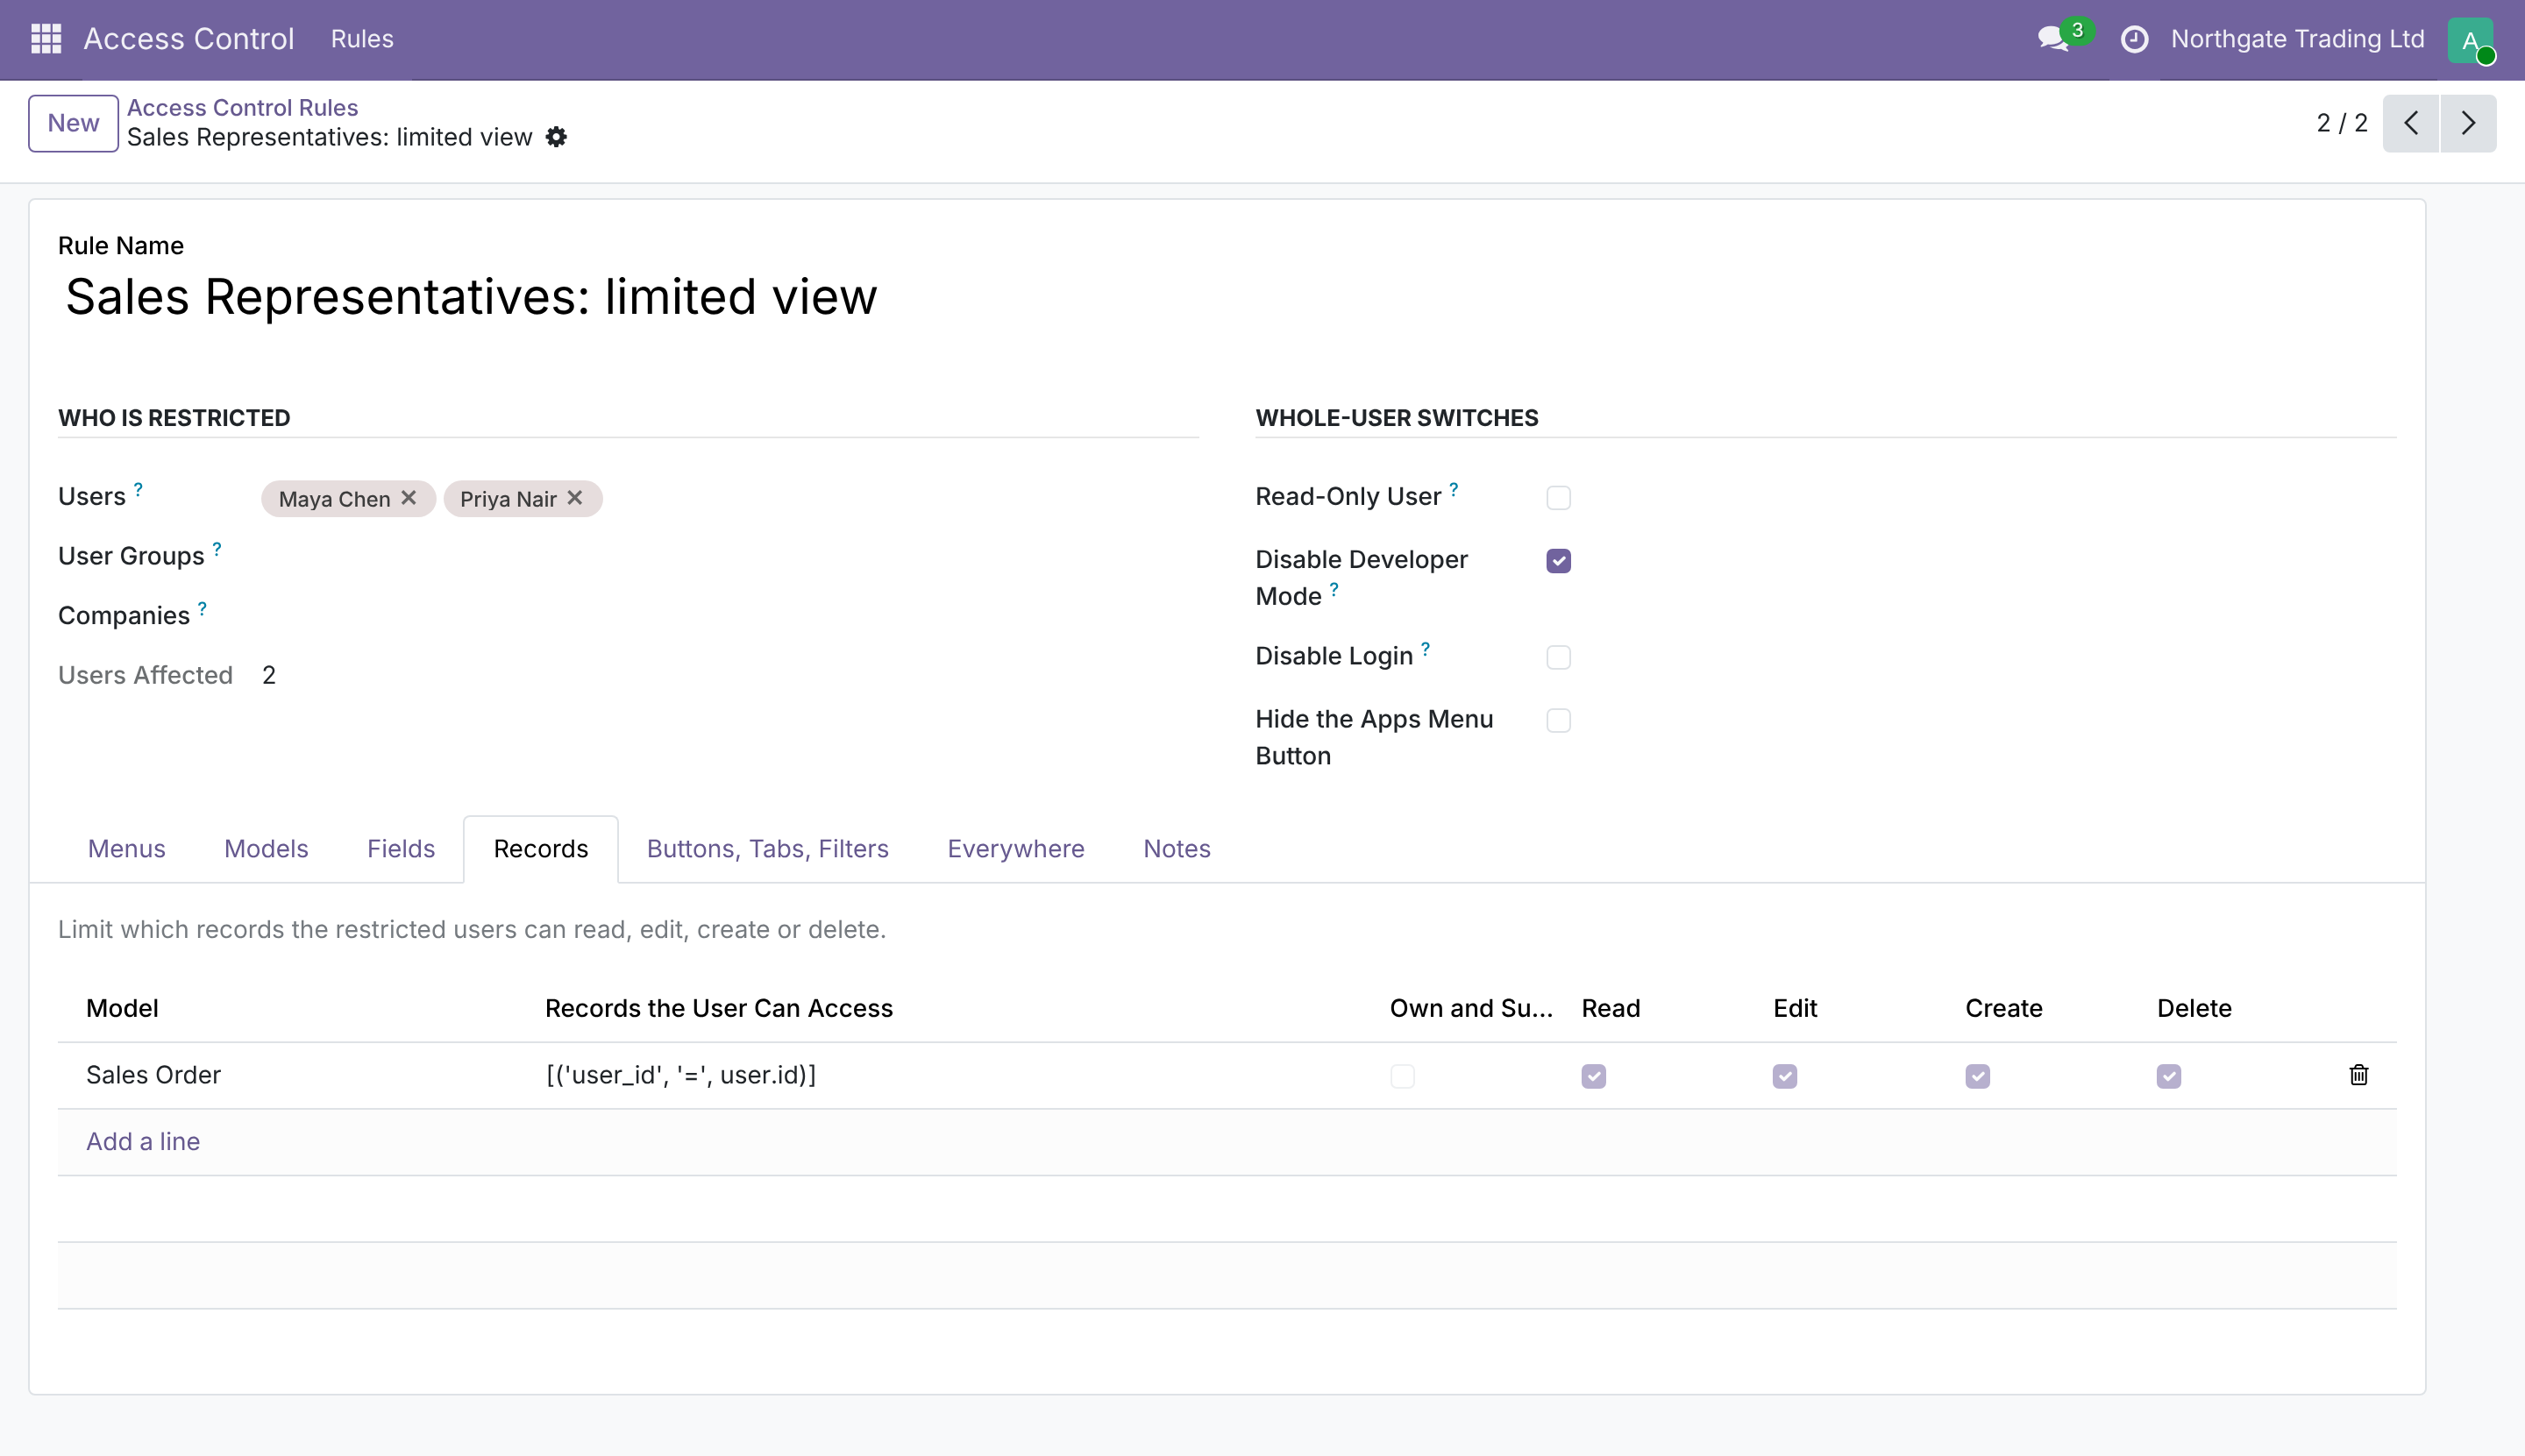 Access Control Rules 3 Northgate Trading Ltd A
New Access Control Rules
Sales Representatives: limited view
2 / 2
Rule Name
Sales Representatives: limited view
WHO IS RESTRICTED
Users ? Maya Chen Priya Nair
User Groups ?
Companies ?
Users Affected 2
WHOLE-USER SWITCHES
Read-Only User ?
Disable Developer
Mode ?
Disable Login ?
Hide the Apps Menu
Button
Menus Models Fields Records Buttons, Tabs, Filters Everywhere Notes
Limit which records the restricted users can read, edit, create or delete.
Model Records the User Can Access Own and Su... Read Edit Create Delete
Sales Order [('user_id', '=', user.id)]
Add a line